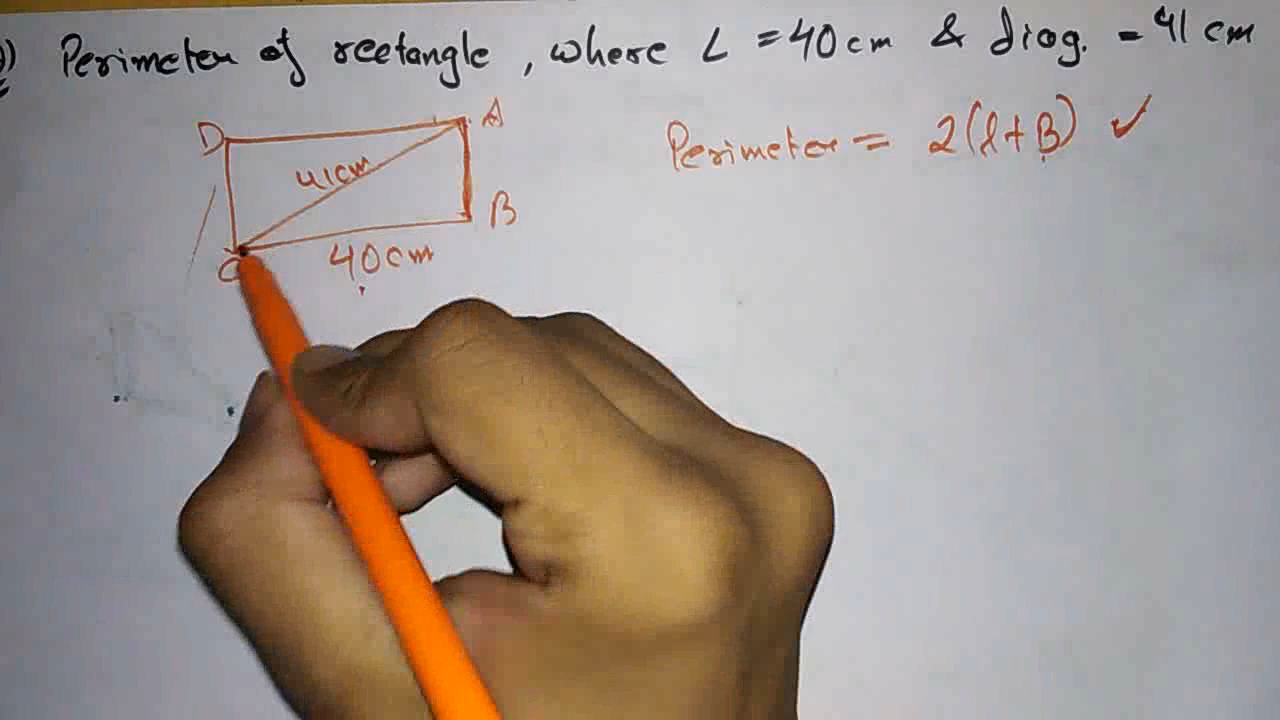 Perimeter of rectangle, where L = 40 cm & diag. = 41 cm
Perimeter = 2(l+B) ✓
D
A
41cm
B
40cm
C